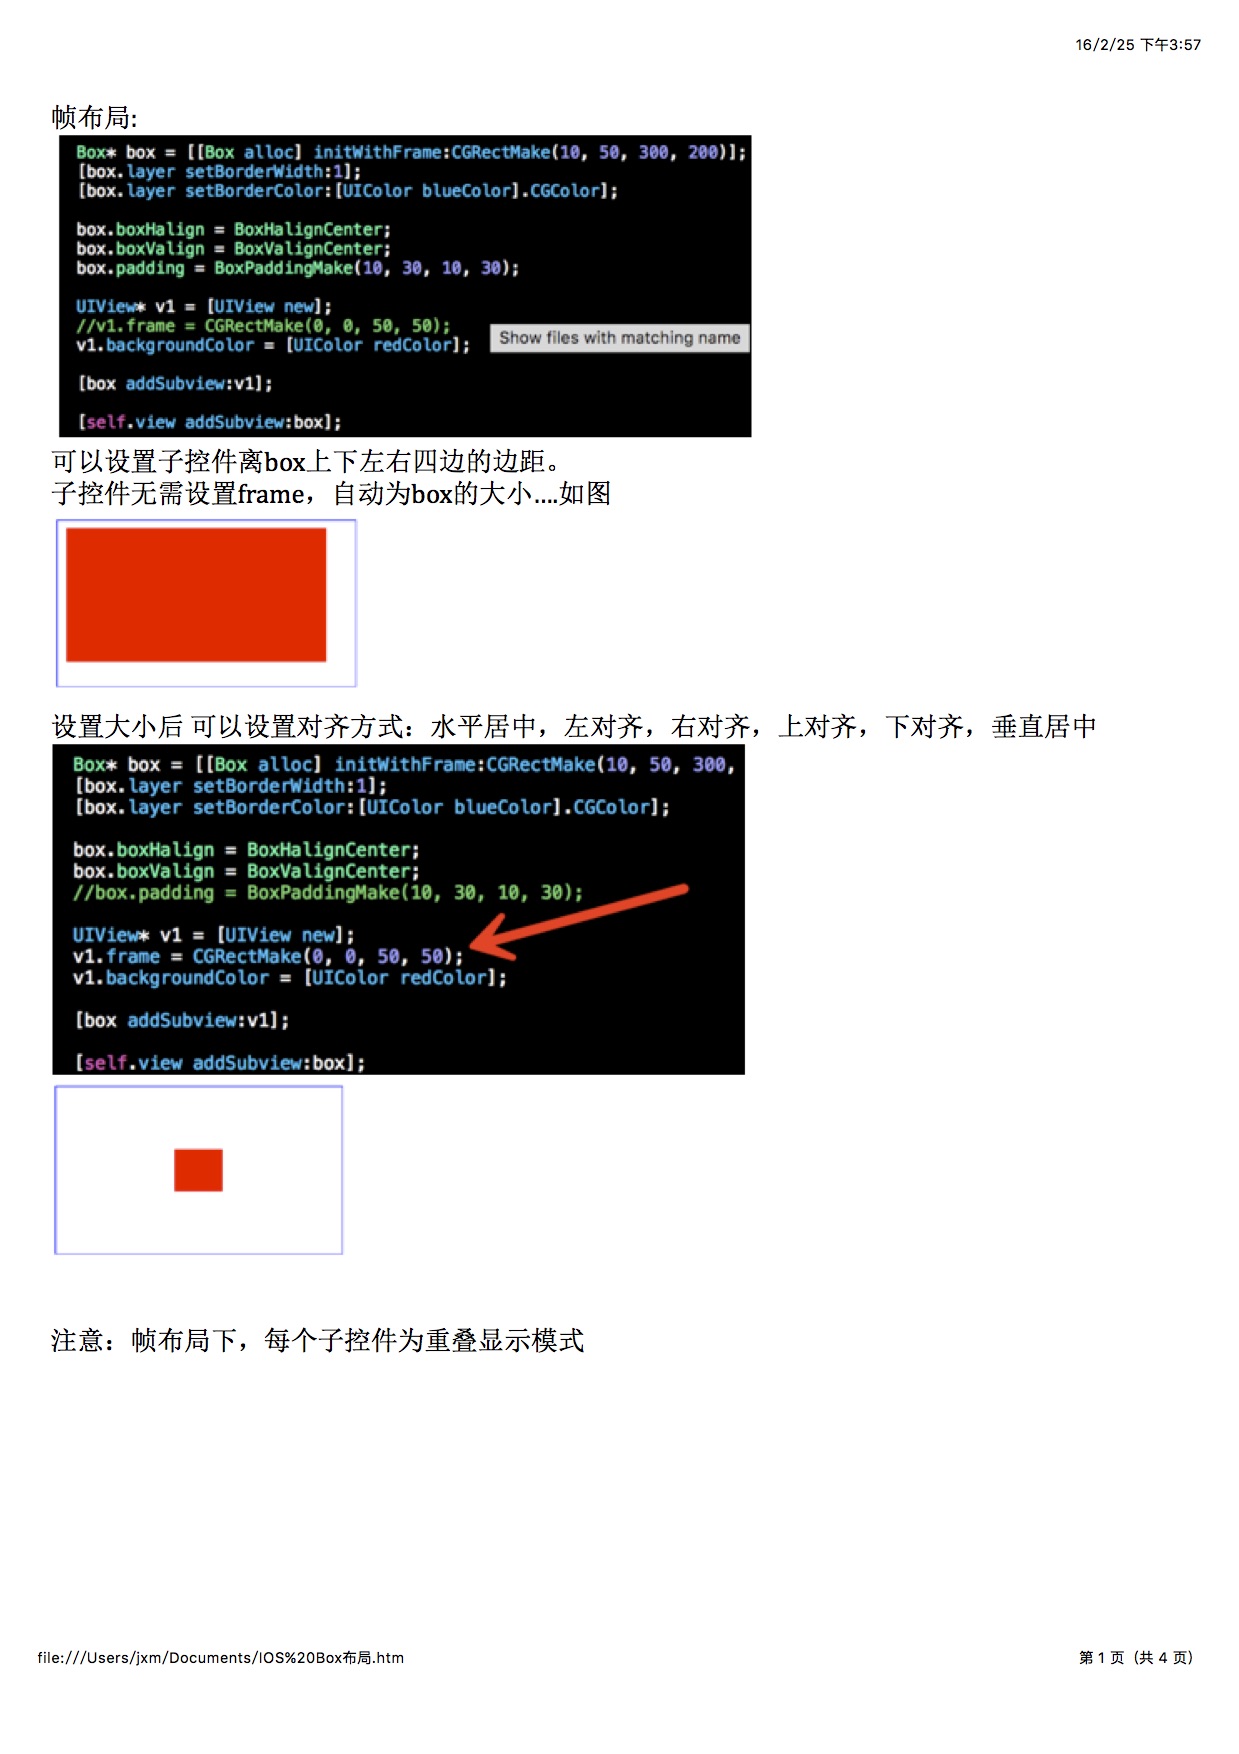 16/2/25 下午3:57
帧布局:
Box* box = [[Box alloc] initWithFrame:CGRectMake(10, 50, 300, 200)];
[box.layer setBorderWidth:1];
[box.layer setBorderColor:[UIColor blueColor].CGColor];
box.boxHalign = BoxHalignCenter;
box.boxValign = BoxValignCenter;
box.padding = BoxPaddingMake(10, 30, 10, 30);
UIView* v1 = [UIView new];
//v1.frame = CGRectMake(0, 0, 50, 50);
v1.backgroundColor = [UIColor redColor];
Show files with matching name
[box addSubview:v1];
[self.view addSubview:box];
可以设置子控件离box上下左右四边的边距。
子控件无需设置frame，自动为box的大小....如图
设置大小后 可以设置对齐方式：水平居中，左对齐，右对齐，上对齐，下对齐，垂直居中
Box* box = [[Box alloc] initWithFrame:CGRectMake(10, 50, 300,
[box.layer setBorderWidth:1];
[box.layer setBorderColor:[UIColor blueColor].CGColor];
box.boxHalign = BoxHalignCenter;
box.boxValign = BoxValignCenter;
//box.padding = BoxPaddingMake(10, 30, 10, 30);
UIView* v1 = [UIView new];
v1.frame = CGRectMake(0, 0, 50, 50);
v1.backgroundColor = [UIColor redColor];
[box addSubview:v1];
[self.view addSubview:box];
注意：帧布局下，每个子控件为重叠显示模式
file:///Users/jxm/Documents/IOS%20Box布局.htm
第 1 页（共 4 页）